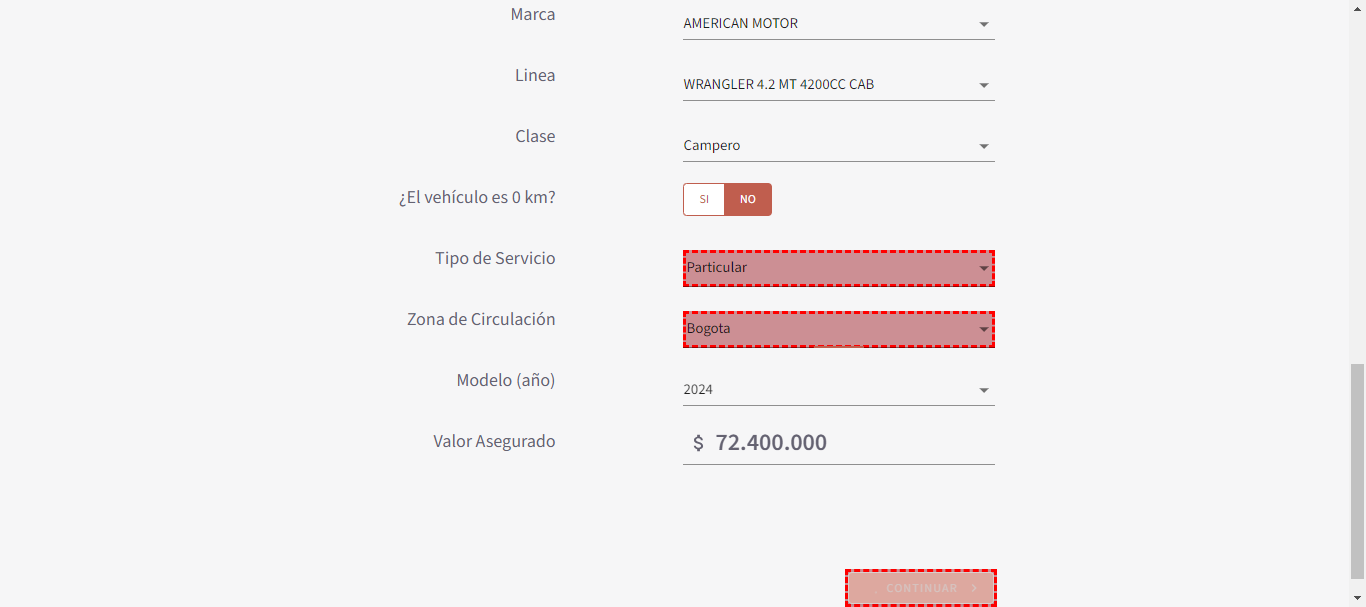 Marca
AMERICAN MOTOR
Linea
WRANGLER 4.2 MT 4200CC CAB
Clase
Campero
¿El vehículo es 0 km?
SI NO
Tipo de Servicio
Particular
Zona de Circulación
Bogota
Modelo (año)
2024
Valor Asegurado
$ 72.400.000
CONTINUAR